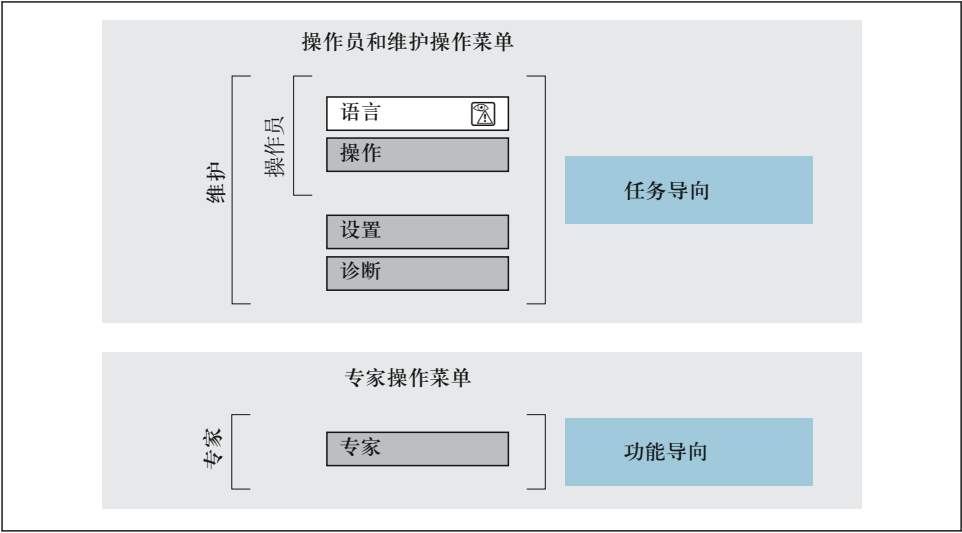 操作员和维护操作菜单
维护
操作员
语言
操作
设置
诊断
任务导向
专家操作菜单
专家
专家
功能导向